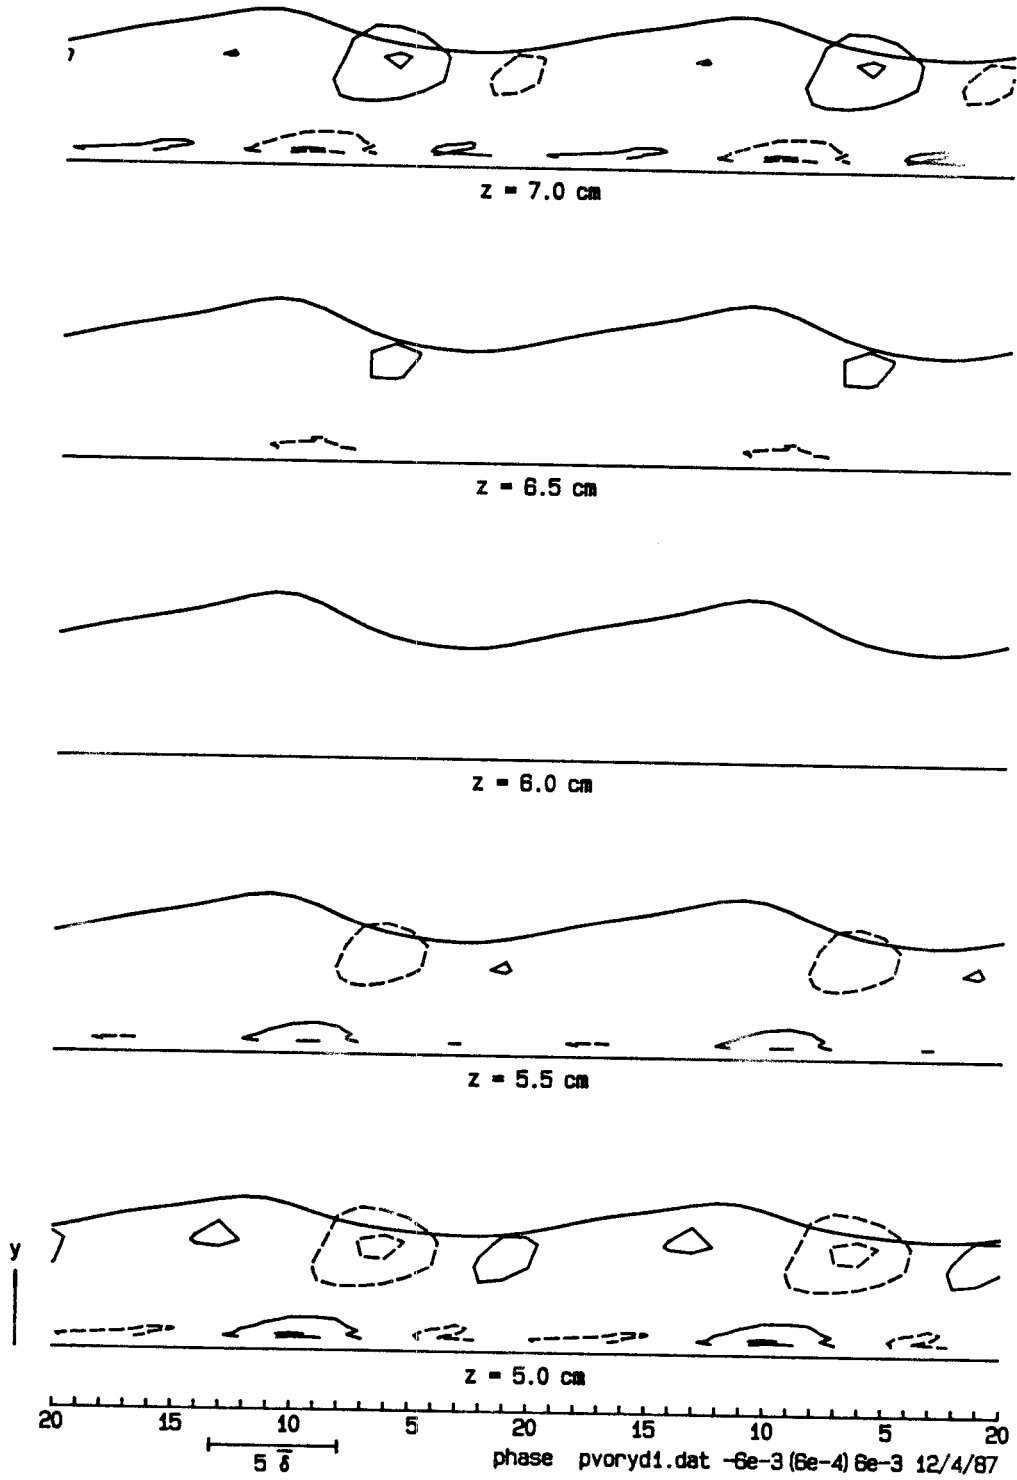 z = 7.0 cm
z = 6.5 cm
z = 6.0 cm
z = 5.5 cm
y
z = 5.0 cm
20 15 10 5 20 15 10 5 20
5 δ̅ phase pvoryd1.dat -6e-3 (6e-4) 6e-3 12/4/87